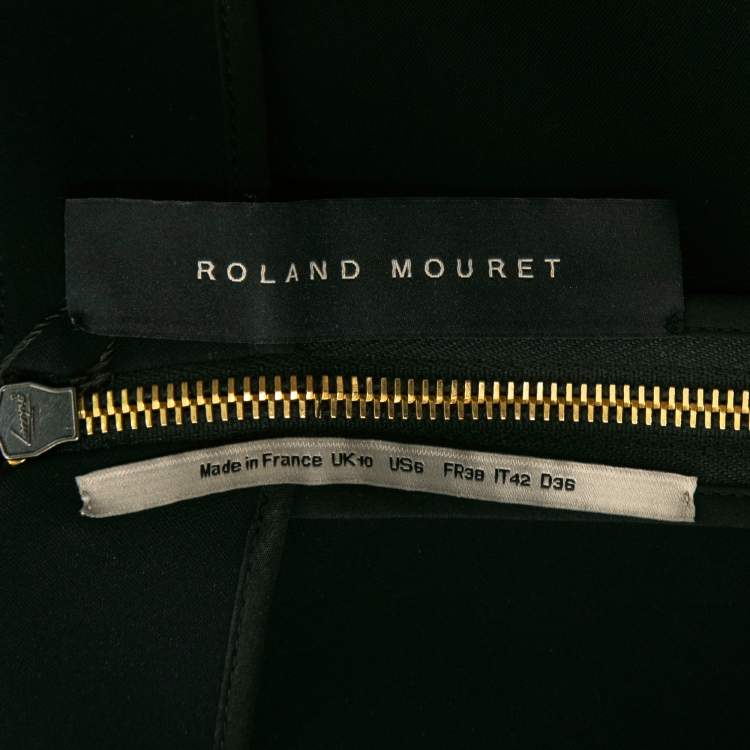 ROLAND MOURET
Made in France UK10 US6 FR38 IT42 D36